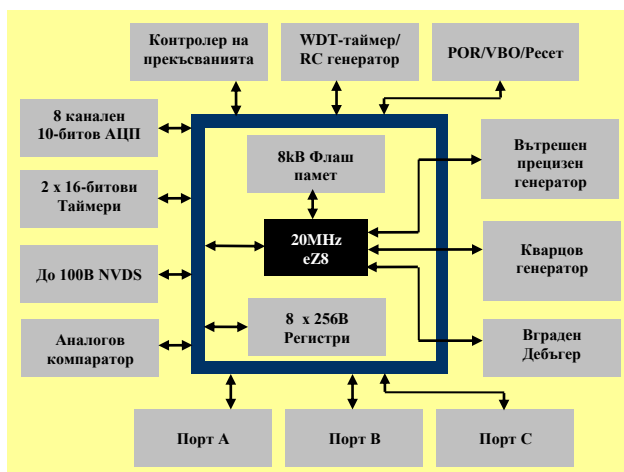 Контролер на
прекъсванията
WDT-таймер/
RC генератор
POR/VBO/Ресет
8 канален
10-битов АЦП
8kB Флаш
памет
Вътрешен
прецизен
генератор
2 x 16-битови
Таймери
20MHz
eZ8
Кварцов
генератор
До 100B NVDS
8 x 256B
Регистри
Аналогов
компаратор
Вграден
Дебъгер
Порт A
Порт B
Порт C